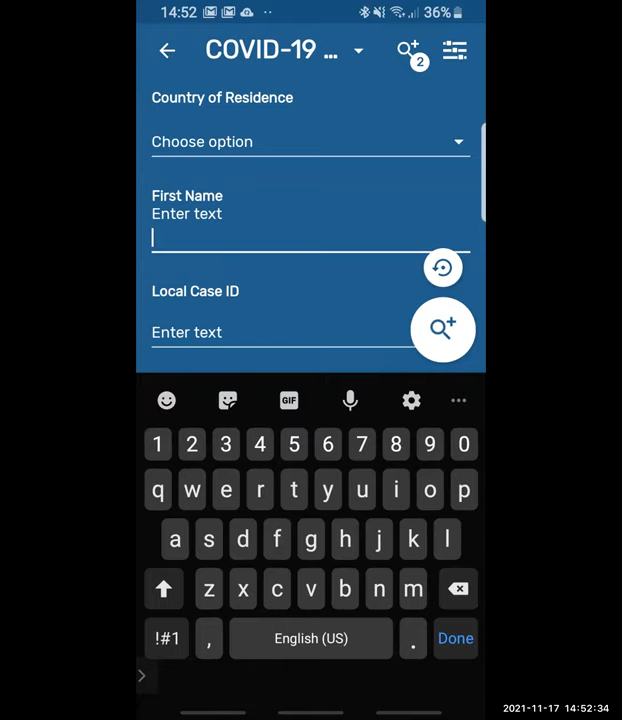 14:52
36%
COVID-19 ...
2
Country of Residence
Choose option
First Name
Enter text
Local Case ID
Enter text
GIF
1 2 3 4 5 6 7 8 9 0
q w e r t y u i o p
a s d f g h j k l
z x c v b n m
!#1 , English (US) . Done
2021-11-17 14:52:34